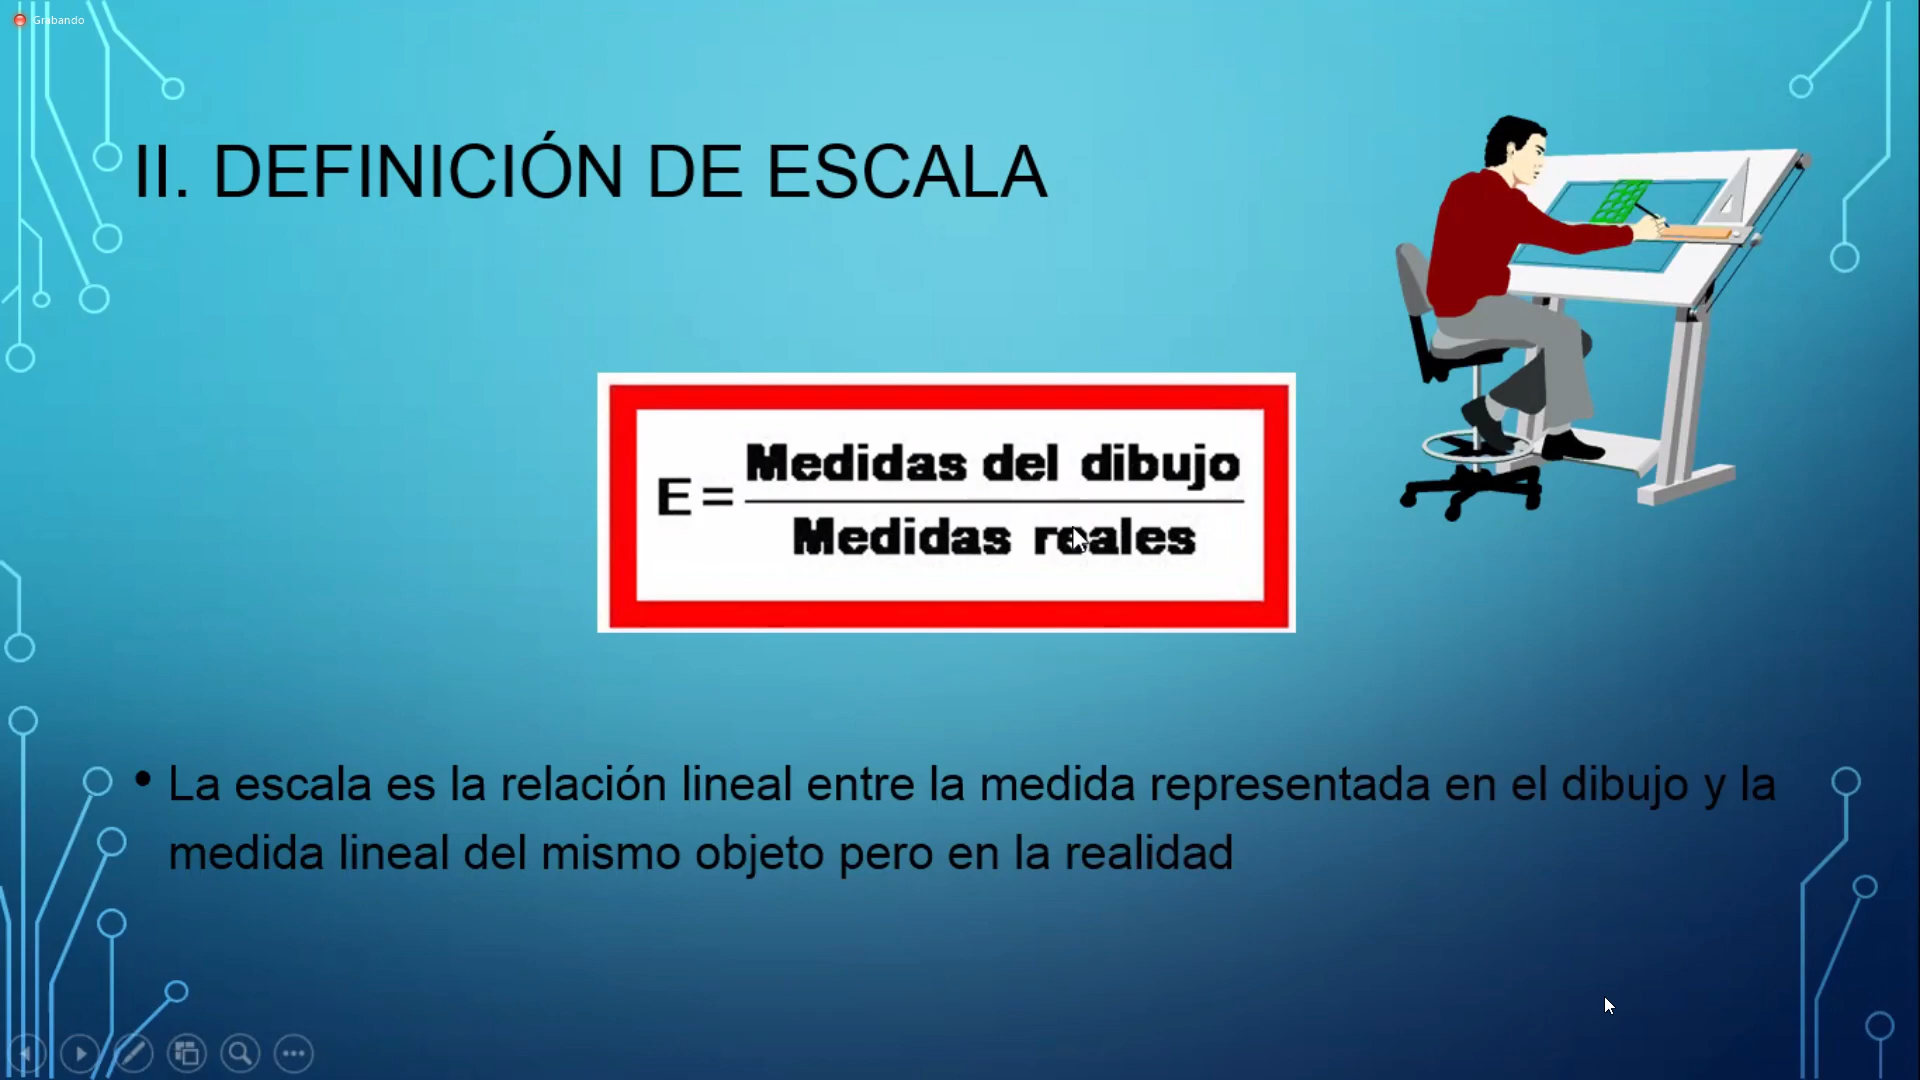 Grabando
II. DEFINICIÓN DE ESCALA
E = Medidas del dibujo
Medidas reales
• La escala es la relación lineal entre la medida representada en el dibujo y la
medida lineal del mismo objeto pero en la realidad